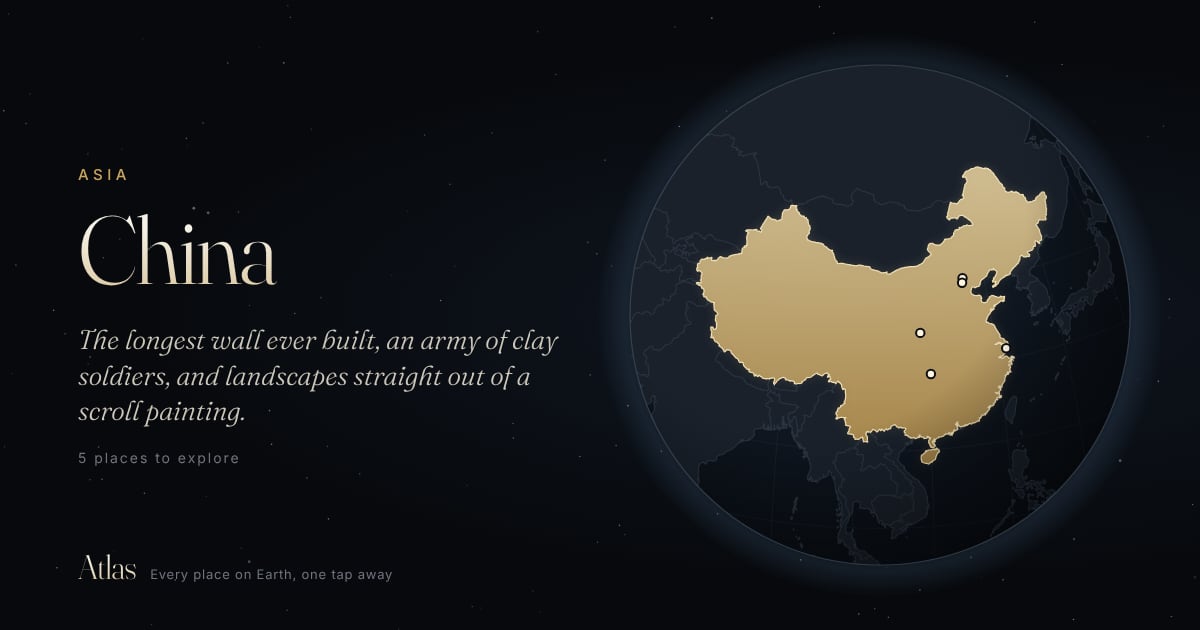 ASIA
China
The longest wall ever built, an army of clay
soldiers, and landscapes straight out of a
scroll painting.
5 places to explore
Atlas Every place on Earth, one tap away